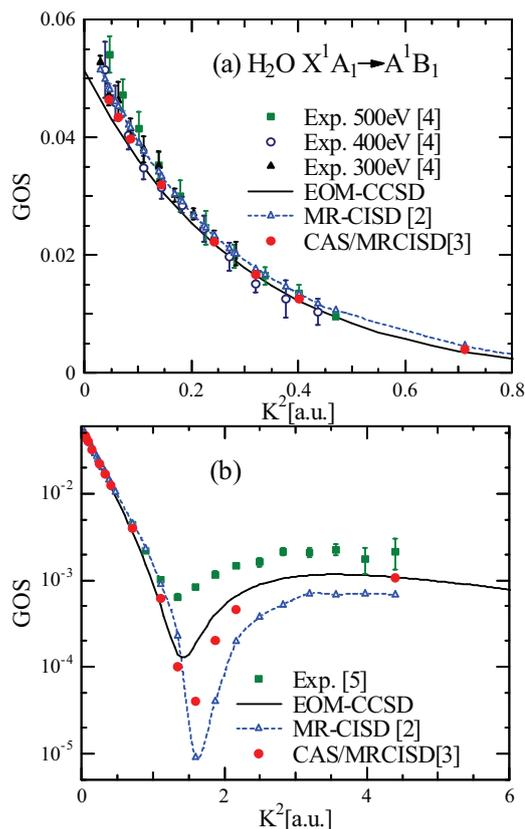 0.06
(a) H₂O X¹A₁→A¹B₁
Exp. 500eV [4]
0.04
Exp. 400eV [4]
Exp. 300eV [4]
GOS
EOM-CCSD
MR-CISD [2]
0.02
CAS/MRCISD[3]
0
0 0.2 0.4 0.6 0.8
K²[a.u.]
(b)
10⁻²
10⁻³
GOS
10⁻⁴
Exp. [5]
EOM-CCSD
MR-CISD [2]
10⁻⁵
CAS/MRCISD[3]
0 2 4 6
K²[a.u.]